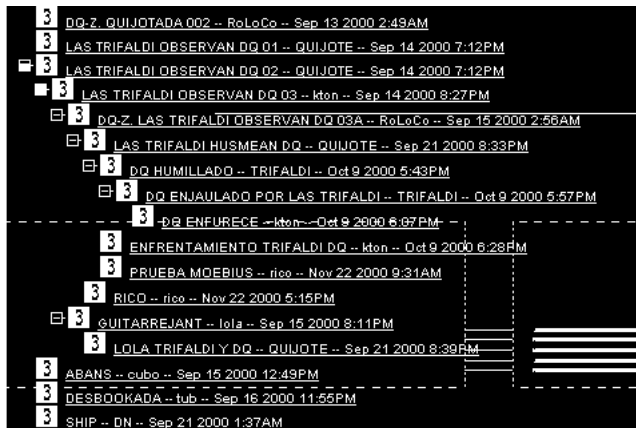 3 DQ-Z. QUIJOTADA 002 -- RoLoCo -- Sep 13 2000 2:49AM
3 LAS TRIFALDI OBSERVAN DQ 01 -- QUIJOTE -- Sep 14 2000 7:12PM
3 LAS TRIFALDI OBSERVAN DQ 02 -- QUIJOTE -- Sep 14 2000 7:12PM
3 LAS TRIFALDI OBSERVAN DQ 03 -- kton -- Sep 14 2000 8:27PM
3 DQ-Z. LAS TRIFALDI OBSERVAN DQ 03A -- RoLoCo -- Sep 15 2000 2:56AM
3 LAS TRIFALDI HUSMEAN DQ -- QUIJOTE -- Sep 21 2000 8:33PM
3 DQ HUMILLADO -- TRIFALDI -- Oct 9 2000 5:43PM
3 DQ ENJAULADO POR LAS TRIFALDI -- TRIFALDI -- Oct 9 2000 5:57PM
3 DQ ENFURECE -- kton -- Oct 9 2000 6:07PM
3 ENFRENTAMIENTO TRIFALDI DQ -- kton -- Oct 9 2000 6:28PM
3 PRUEBA MOEBIUS -- rico -- Nov 22 2000 9:31AM
3 RICO -- rico -- Nov 22 2000 5:15PM
3 GUITARREJANT -- lola -- Sep 15 2000 8:11PM
3 LOLA TRIFALDI Y DQ -- QUIJOTE -- Sep 21 2000 8:39PM
3 ABANS -- cubo -- Sep 15 2000 12:49PM
3 DESBOOKADA -- tub -- Sep 16 2000 11:55PM
3 SHIP -- DN -- Sep 21 2000 1:37AM